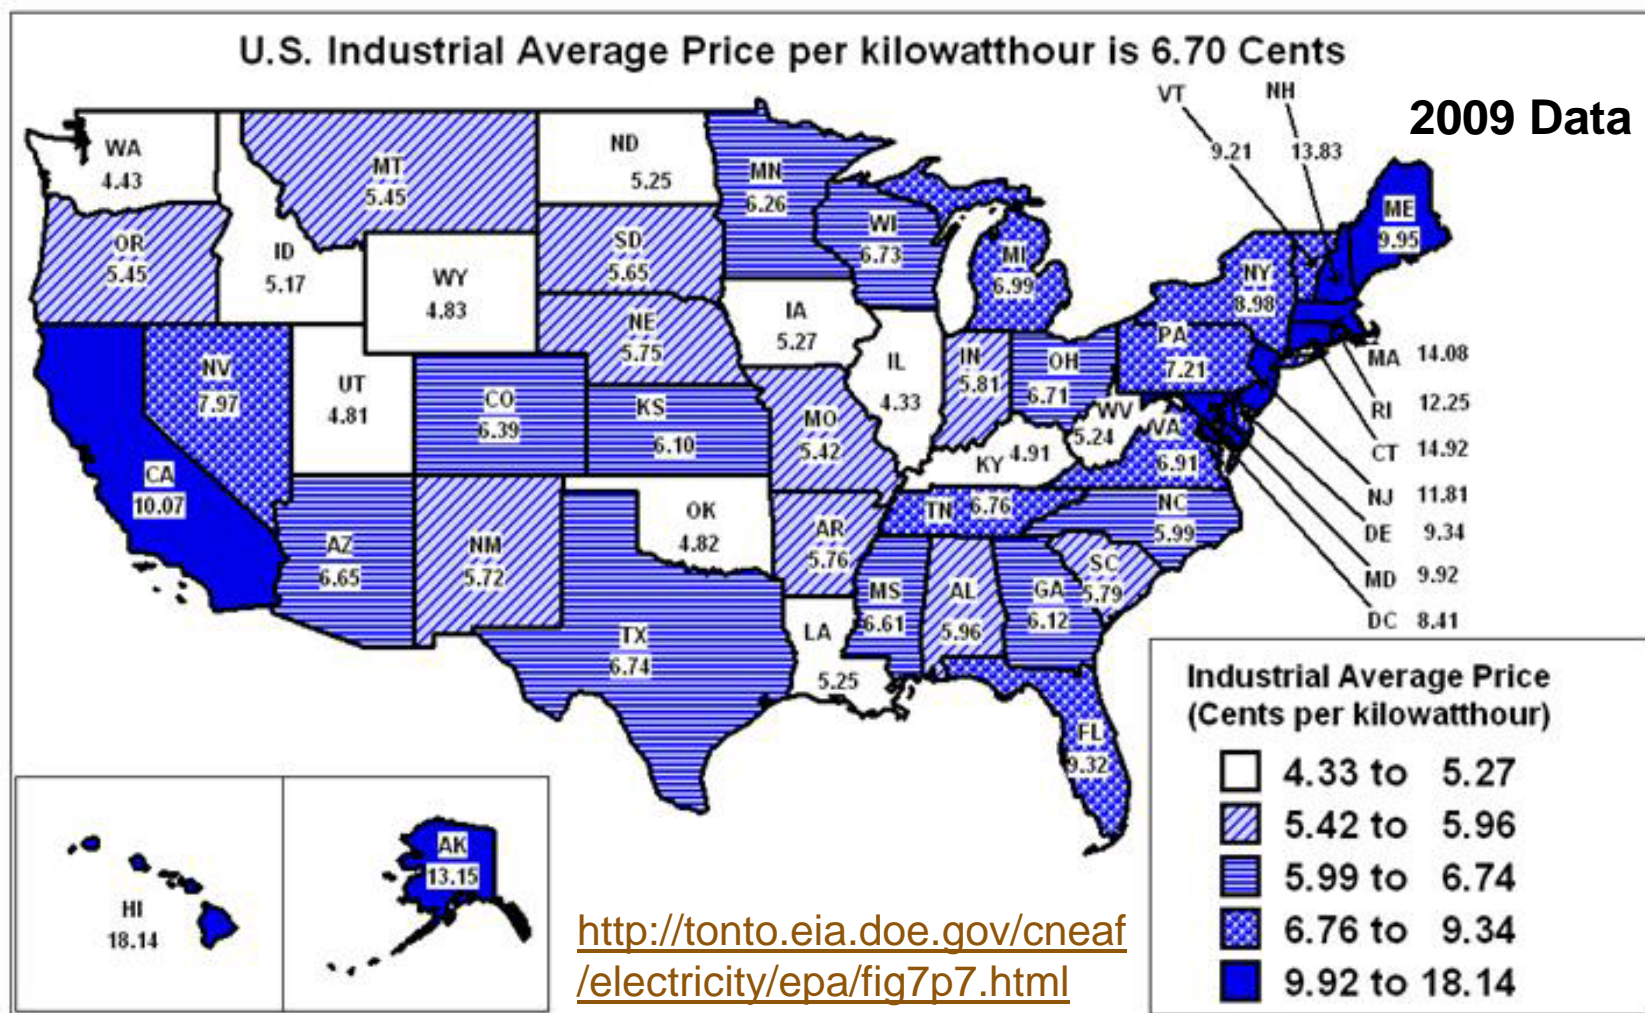 U.S. Industrial Average Price per kilowatthour is 6.70 Cents
2009 Data
VT
9.21
NH
13.83
WA
4.43
MT
5.45
ND
5.25
MN
6.26
ME
9.95
OR
5.45
ID
5.17
WY
4.83
SD
5.65
WI
6.73
MI
6.99
NY
8.98
NV
7.97
UT
4.81
CO
6.39
NE
5.75
KS
6.10
IA
5.27
IL
4.33
IN
5.81
OH
6.71
PA
7.21
MO
5.42
KY 4.91
WV
5.24
VA
6.91
MA 14.08
RI 12.25
CT 14.92
NJ 11.81
DE 9.34
MD 9.92
DC 8.41
CA
10.07
AZ
6.65
NM
5.72
OK
4.82
AR
5.76
TN 6.76
NC
5.99
SC
5.79
TX
6.74
LA
5.25
MS
6.61
AL
5.96
GA
6.12
FL
9.32
HI
18.14
AK
13.15
http://tonto.eia.doe.gov/cneaf
/electricity/epa/fig7p7.html
Industrial Average Price
(Cents per kilowatthour)
4.33 to 5.27
5.42 to 5.96
5.99 to 6.74
6.76 to 9.34
9.92 to 18.14